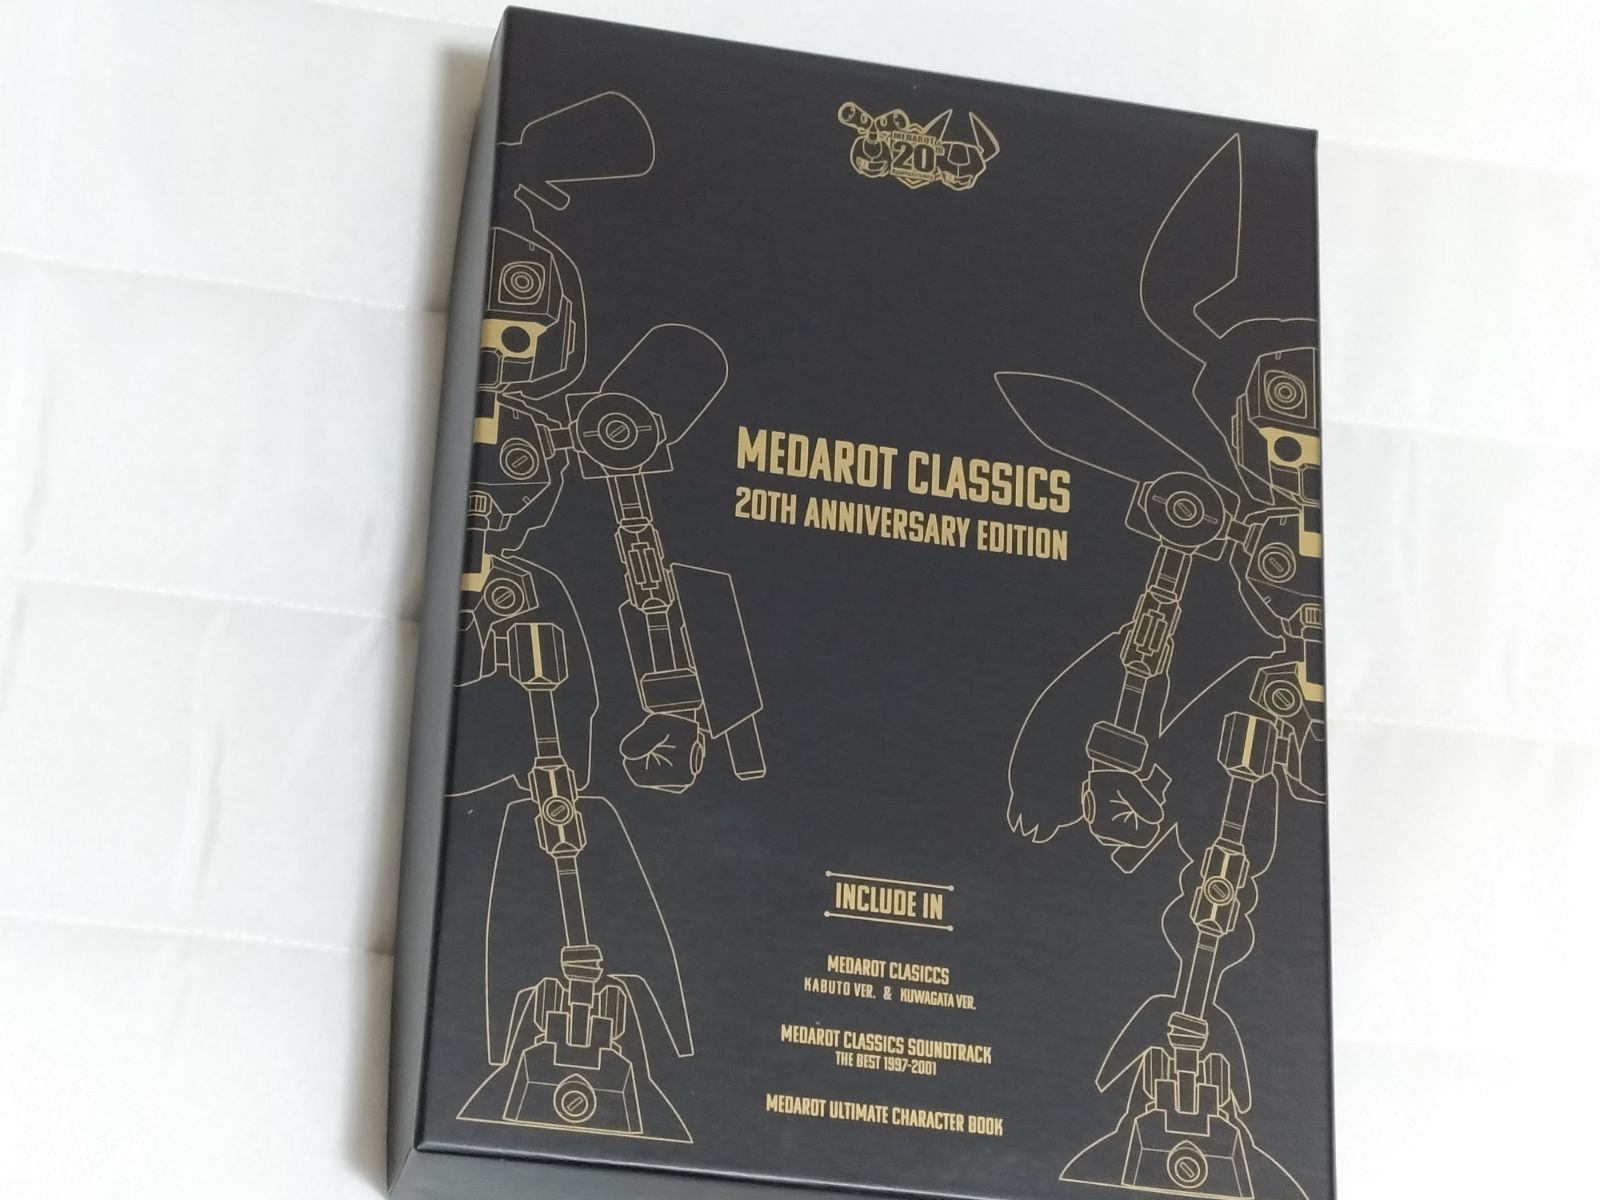 MEDAROT
20th
MEDAROT CLASSICS
20TH ANNIVERSARY EDITION
INCLUDE IN
MEDAROT CLASICCS
KABUTO VER. & KUWAGATA VER.
MEDAROT CLASSICS SOUNDTRACK
THE BEST 1997-2001
MEDAROT ULTIMATE CHARACTER BOOK